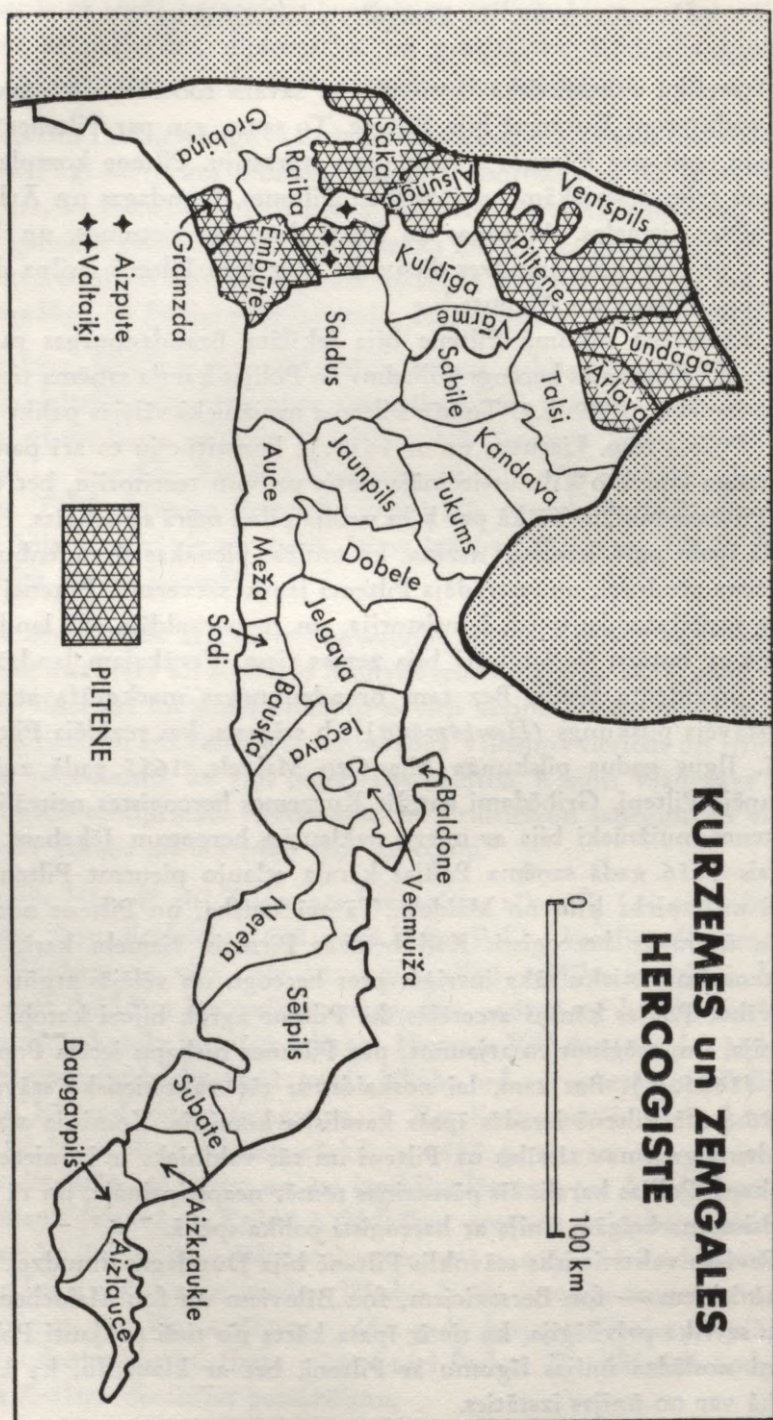 KURZEMES un ZEMGALES
HERCOGISTE
0 100 km
Ventspils
Piltene
Dundaga
Ārlava
Talsi
Alsunga
Kuldīga
Vārme
Sabile
Kandava
Tukums
Saka
Raiba
Grobiņa
Embūte
Gramzda
Saldus
Jaunpils
Auce
Dobele
Meža
Sodi
Jelgava
Bauska
Iecava
Baldone
Vecmuiža
Nereta
Sēlpils
Subate
Aizkraukle
Dagdapils
Aizlauce
Aizpute
Valtaiķi
PILTENE